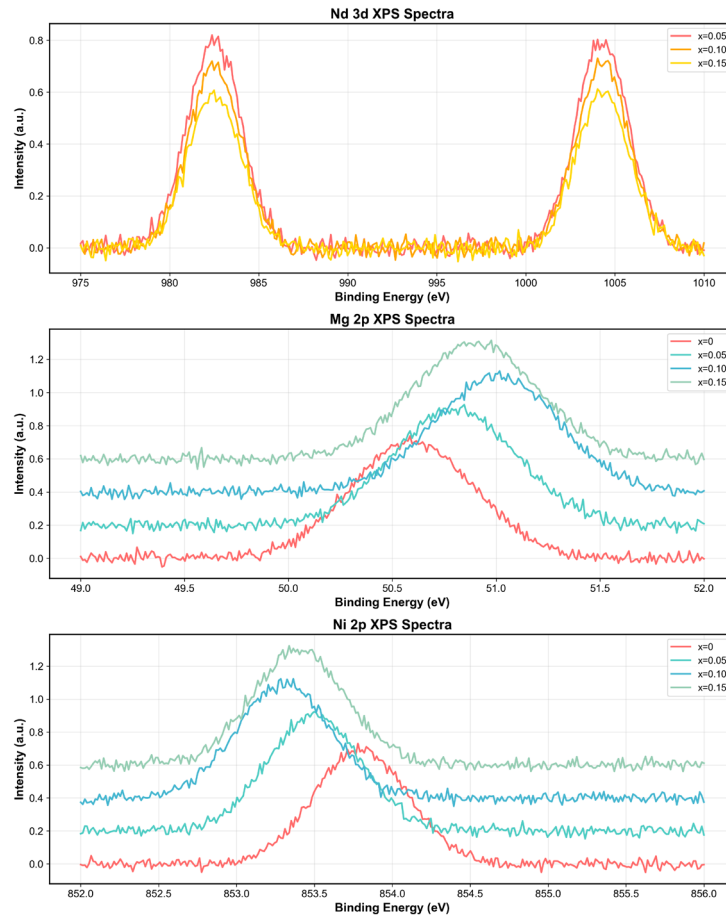 Nd 3d XPS Spectra
Intensity (a.u.)
0.8
0.6
0.4
0.2
0.0
x=0.05
x=0.10
x=0.15
975 980 985 990 995 1000 1005 1010
Binding Energy (eV)
Mg 2p XPS Spectra
Intensity (a.u.)
1.2
1.0
0.8
0.6
0.4
0.2
0.0
x=0
x=0.05
x=0.10
x=0.15
49.0 49.5 50.0 50.5 51.0 51.5 52.0
Binding Energy (eV)
Ni 2p XPS Spectra
Intensity (a.u.)
1.2
1.0
0.8
0.6
0.4
0.2
0.0
x=0
x=0.05
x=0.10
x=0.15
852.0 852.5 853.0 853.5 854.0 854.5 855.0 855.5 856.0
Binding Energy (eV)